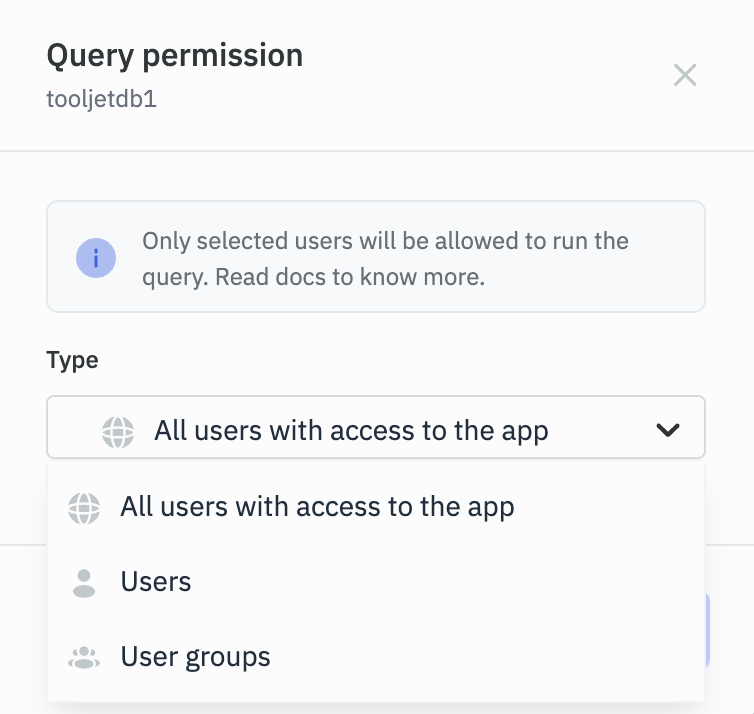 Query permission
tooljetdb1
Only selected users will be allowed to run the
query. Read docs to know more.
Type
All users with access to the app
All users with access to the app
Users
User groups